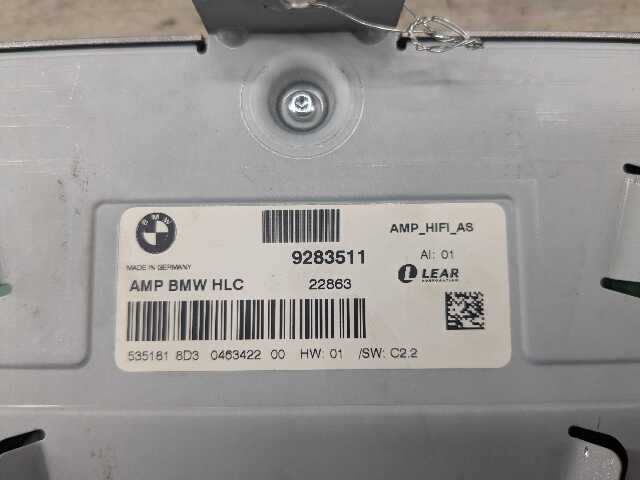 BMW
AMP_HIFI_AS
9283511
AI: 01
MADE IN GERMANY
LEAR
CORPORATION
AMP BMW HLC
22863
535181 8D3 0463422 00 HW: 01 /SW: C2.2